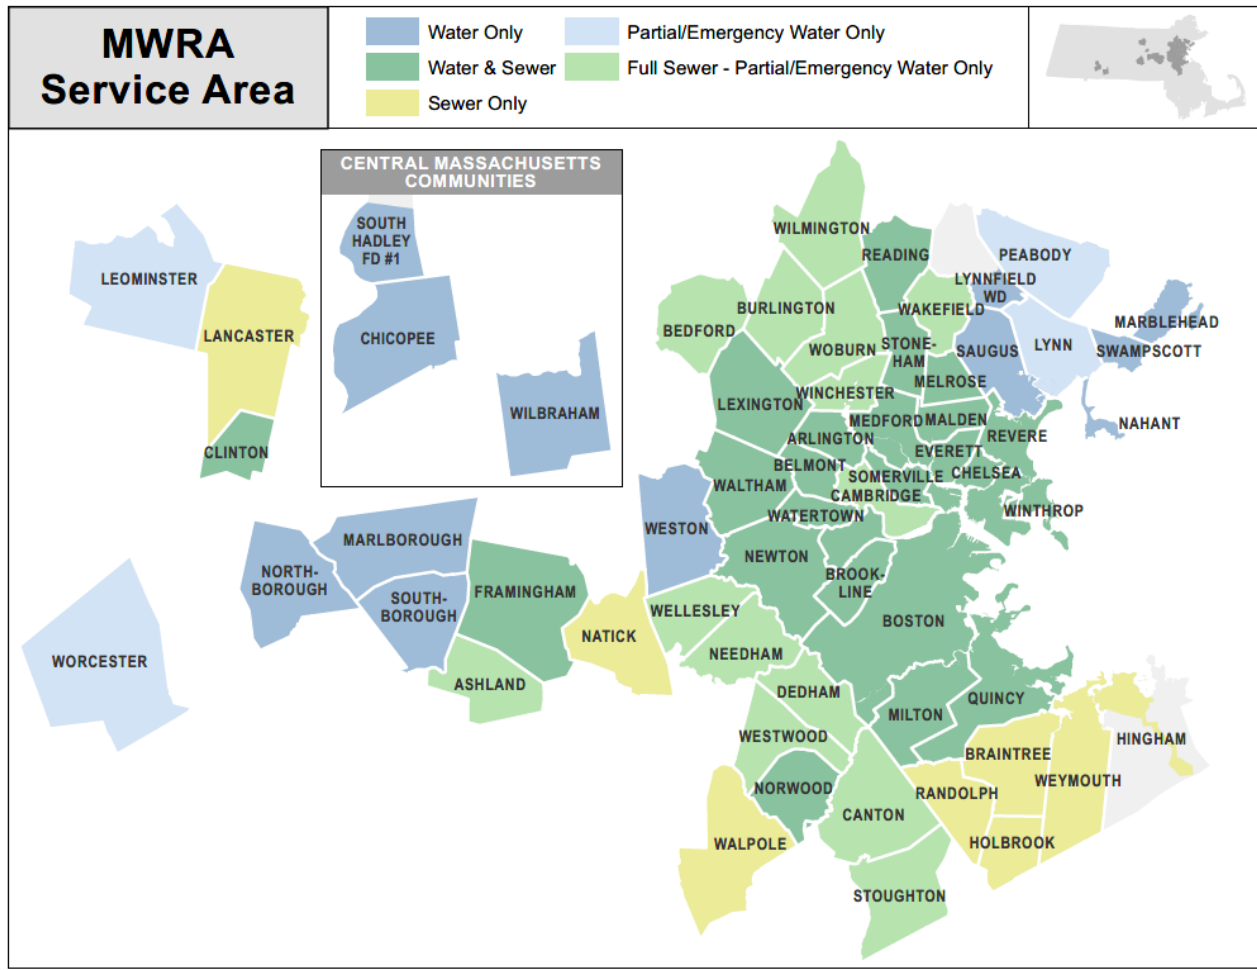 MWRA
Service Area
Water Only
Partial/Emergency Water Only
Water & Sewer
Full Sewer - Partial/Emergency Water Only
Sewer Only
CENTRAL MASSACHUSETTS
COMMUNITIES
SOUTH
HADLEY
FD #1
CHICOPEE
WILBRAHAM
LEOMINSTER
LANCASTER
CLINTON
WILMINGTON
READING
PEABODY
LYNNFIELD
WD
BURLINGTON
WAKEFIELD
MARBLEHEAD
BEDFORD
WOBURN
STONE-
HAM
SAUGUS
LYNN
SWAMPSCOTT
MELROSE
WINCHESTER
LEXINGTON
MEDFORD
MALDEN
NAHANT
ARLINGTON
REVERE
EVERETT
BELMONT
SOMERVILLE
CHELSEA
WALTHAM
CAMBRIDGE
WINTHROP
WATERTOWN
WESTON
MARLBOROUGH
NEWTON
NORTH-
BOROUGH
FRAMINGHAM
BROOK-
LINE
SOUTH-
BOROUGH
WELLESLEY
BOSTON
NATICK
NEEDHAM
WORCESTER
ASHLAND
DEDHAM
QUINCY
MILTON
WESTWOOD
HINGHAM
BRAINTREE
WEYMOUTH
NORWOOD
RANDOLPH
CANTON
WALPOLE
HOLBROOK
STOUGHTON